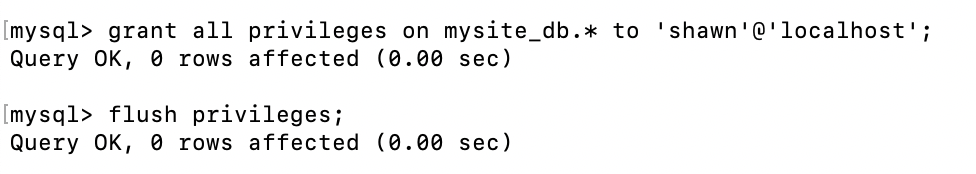 [mysql> grant all privileges on mysite_db.* to 'shawn'@'localhost';
Query OK, 0 rows affected (0.00 sec)
[mysql> flush privileges;
Query OK, 0 rows affected (0.00 sec)